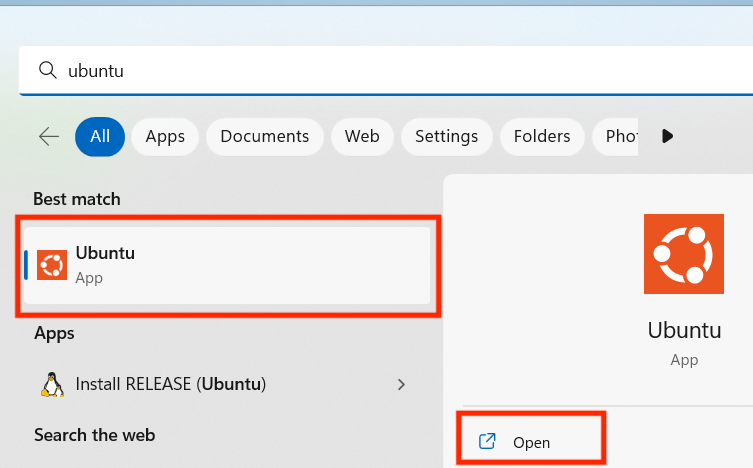 ubuntu
All Apps Documents Web Settings Folders
Best match
Ubuntu
App
Apps
Install RELEASE (Ubuntu)
Search the web
Ubuntu
App
Open